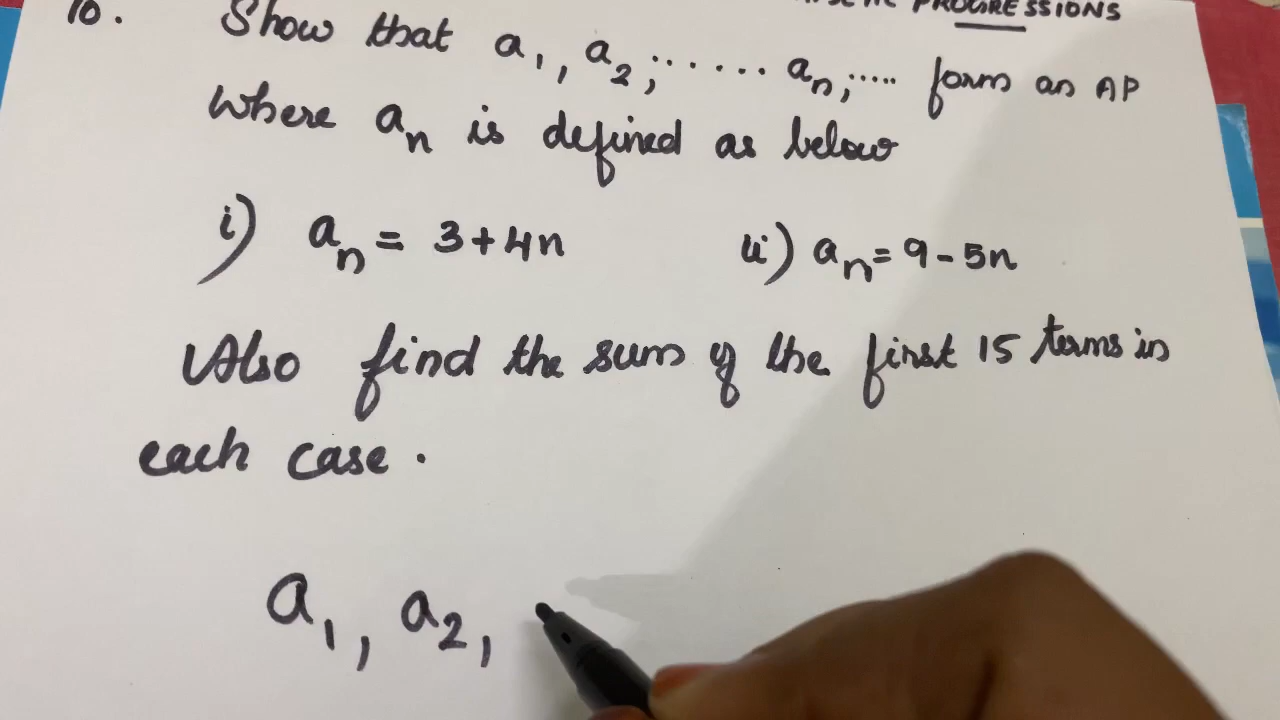 PROGRESSIONS
10. Show that a₁, a₂, ...... aₙ, ..... form an AP
where aₙ is defined as below
i) aₙ = 3+4n ii) aₙ = 9-5n
Also find the sum of the first 15 terms in
each case.
a₁, a₂,